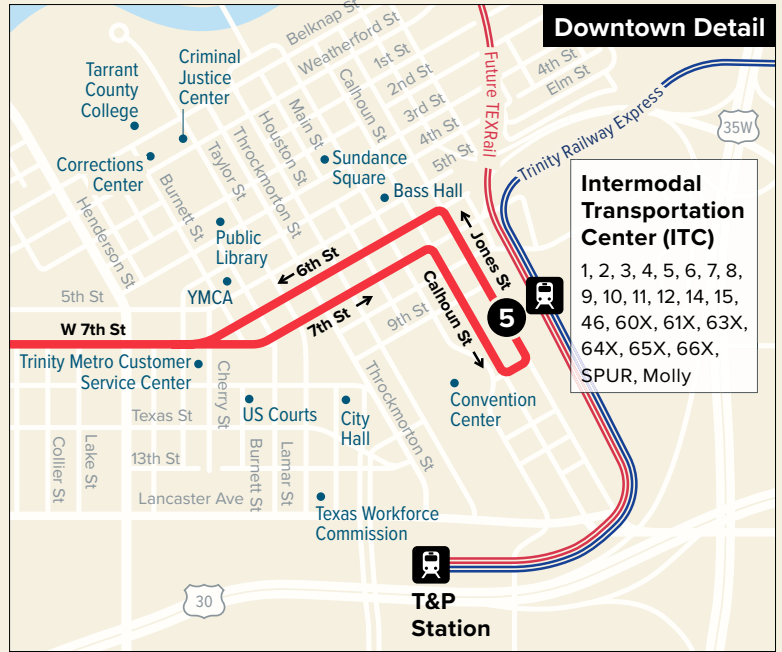 Downtown Detail
Belknap St
Weatherford St
1st St
2nd St
3rd St
4th St
5th St
4th St
Elm St
Criminal
Justice
Center
Tarrant
County
College
Corrections
Center
Calhoun St
Main St
Houston St
Throckmorton St
Taylor St
Burnett St
Henderson St
Sundance
Square
Bass Hall
Future TEXRail
Trinity Railway Express
35W
Public
Library
YMCA
6th St
7th St
Jones St
Calhoun St
5
9th St
5th St
W 7th St
Intermodal
Transportation
Center (ITC)
1, 2, 3, 4, 5, 6, 7, 8,
9, 10, 11, 12, 14, 15,
46, 60X, 61X, 63X,
64X, 65X, 66X,
SPUR, Molly
Trinity Metro Customer
Service Center
Cherry St
US Courts
City
Hall
Throckmorton St
Convention
Center
Texas St
13th St
Collier St
Lake St
Burnett St
Lamar St
Lancaster Ave
Texas Workforce
Commission
T&P
Station
30